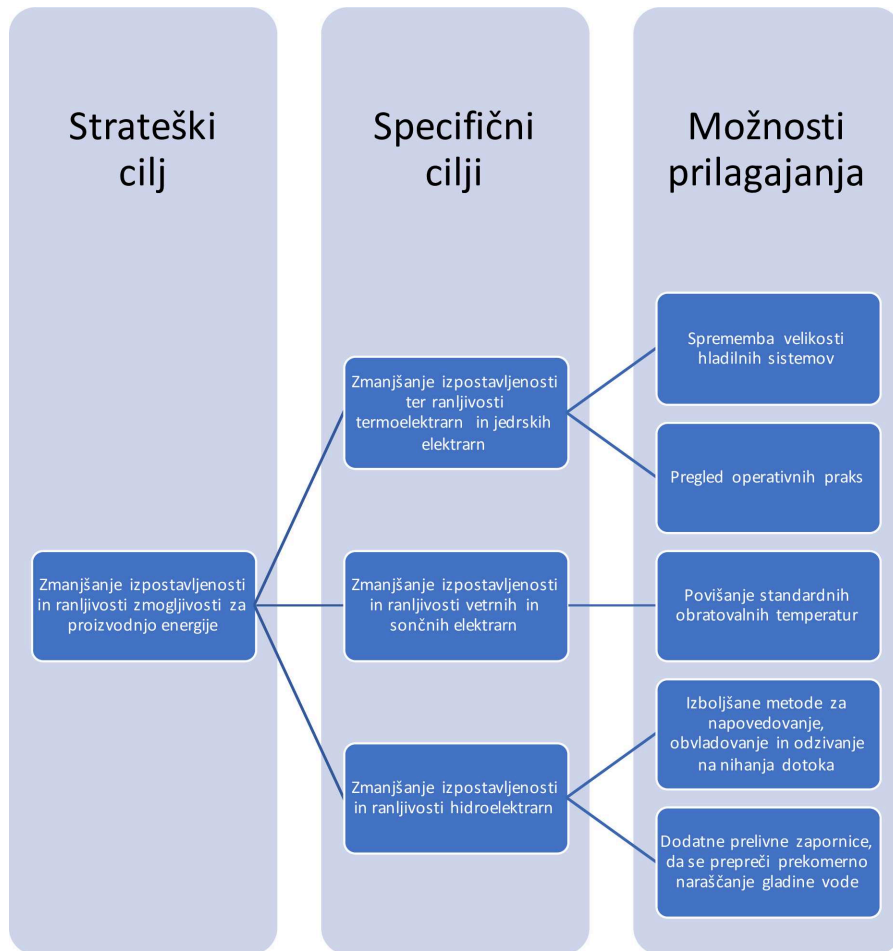 Strateški
cilj
Specifični
cilji
Možnosti
prilagajanja
Zmanjšanje izpostavljenosti
in ranljivosti zmogljivosti za
proizvodnjo energije
Zmanjšanje izpostavljenosti
ter ranljivosti
termoelektrarn in jedrskih
elektrarn
Zmanjšanje izpostavljenosti
in ranljivosti vetrnih in
sončnih elektrarn
Zmanjšanje izpostavljenosti
in ranljivosti hidroelektrarn
Sprememba velikosti
hladilnih sistemov
Pregled operativnih praks
Povišanje standardnih
obratovalnih temperatur
Izboljšane metode za
napovedovanje,
obvladovanje in odzivanje
na nihanja dotoka
Dodatne prelivne zapornice,
da se prepreči prekomerno
naraščanje gladine vode